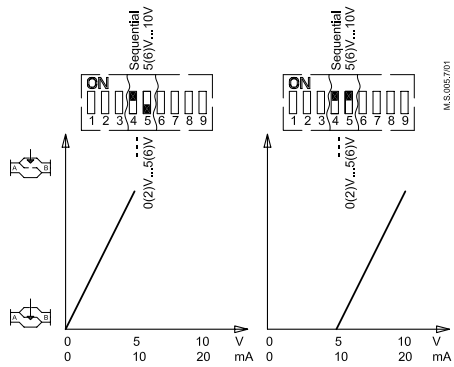 Sequential
5(6)V...10V
ON
1 2 3 4 5 6 7 8 9
0(2)V...5(6)V
A B
A B
0 5 10 V
0 10 20 mA
Sequential
5(6)V...10V
ON
1 2 3 4 5 6 7 8 9
0(2)V...5(6)V
0 5 10 V
0 10 20 mA
M.S.005.7/01